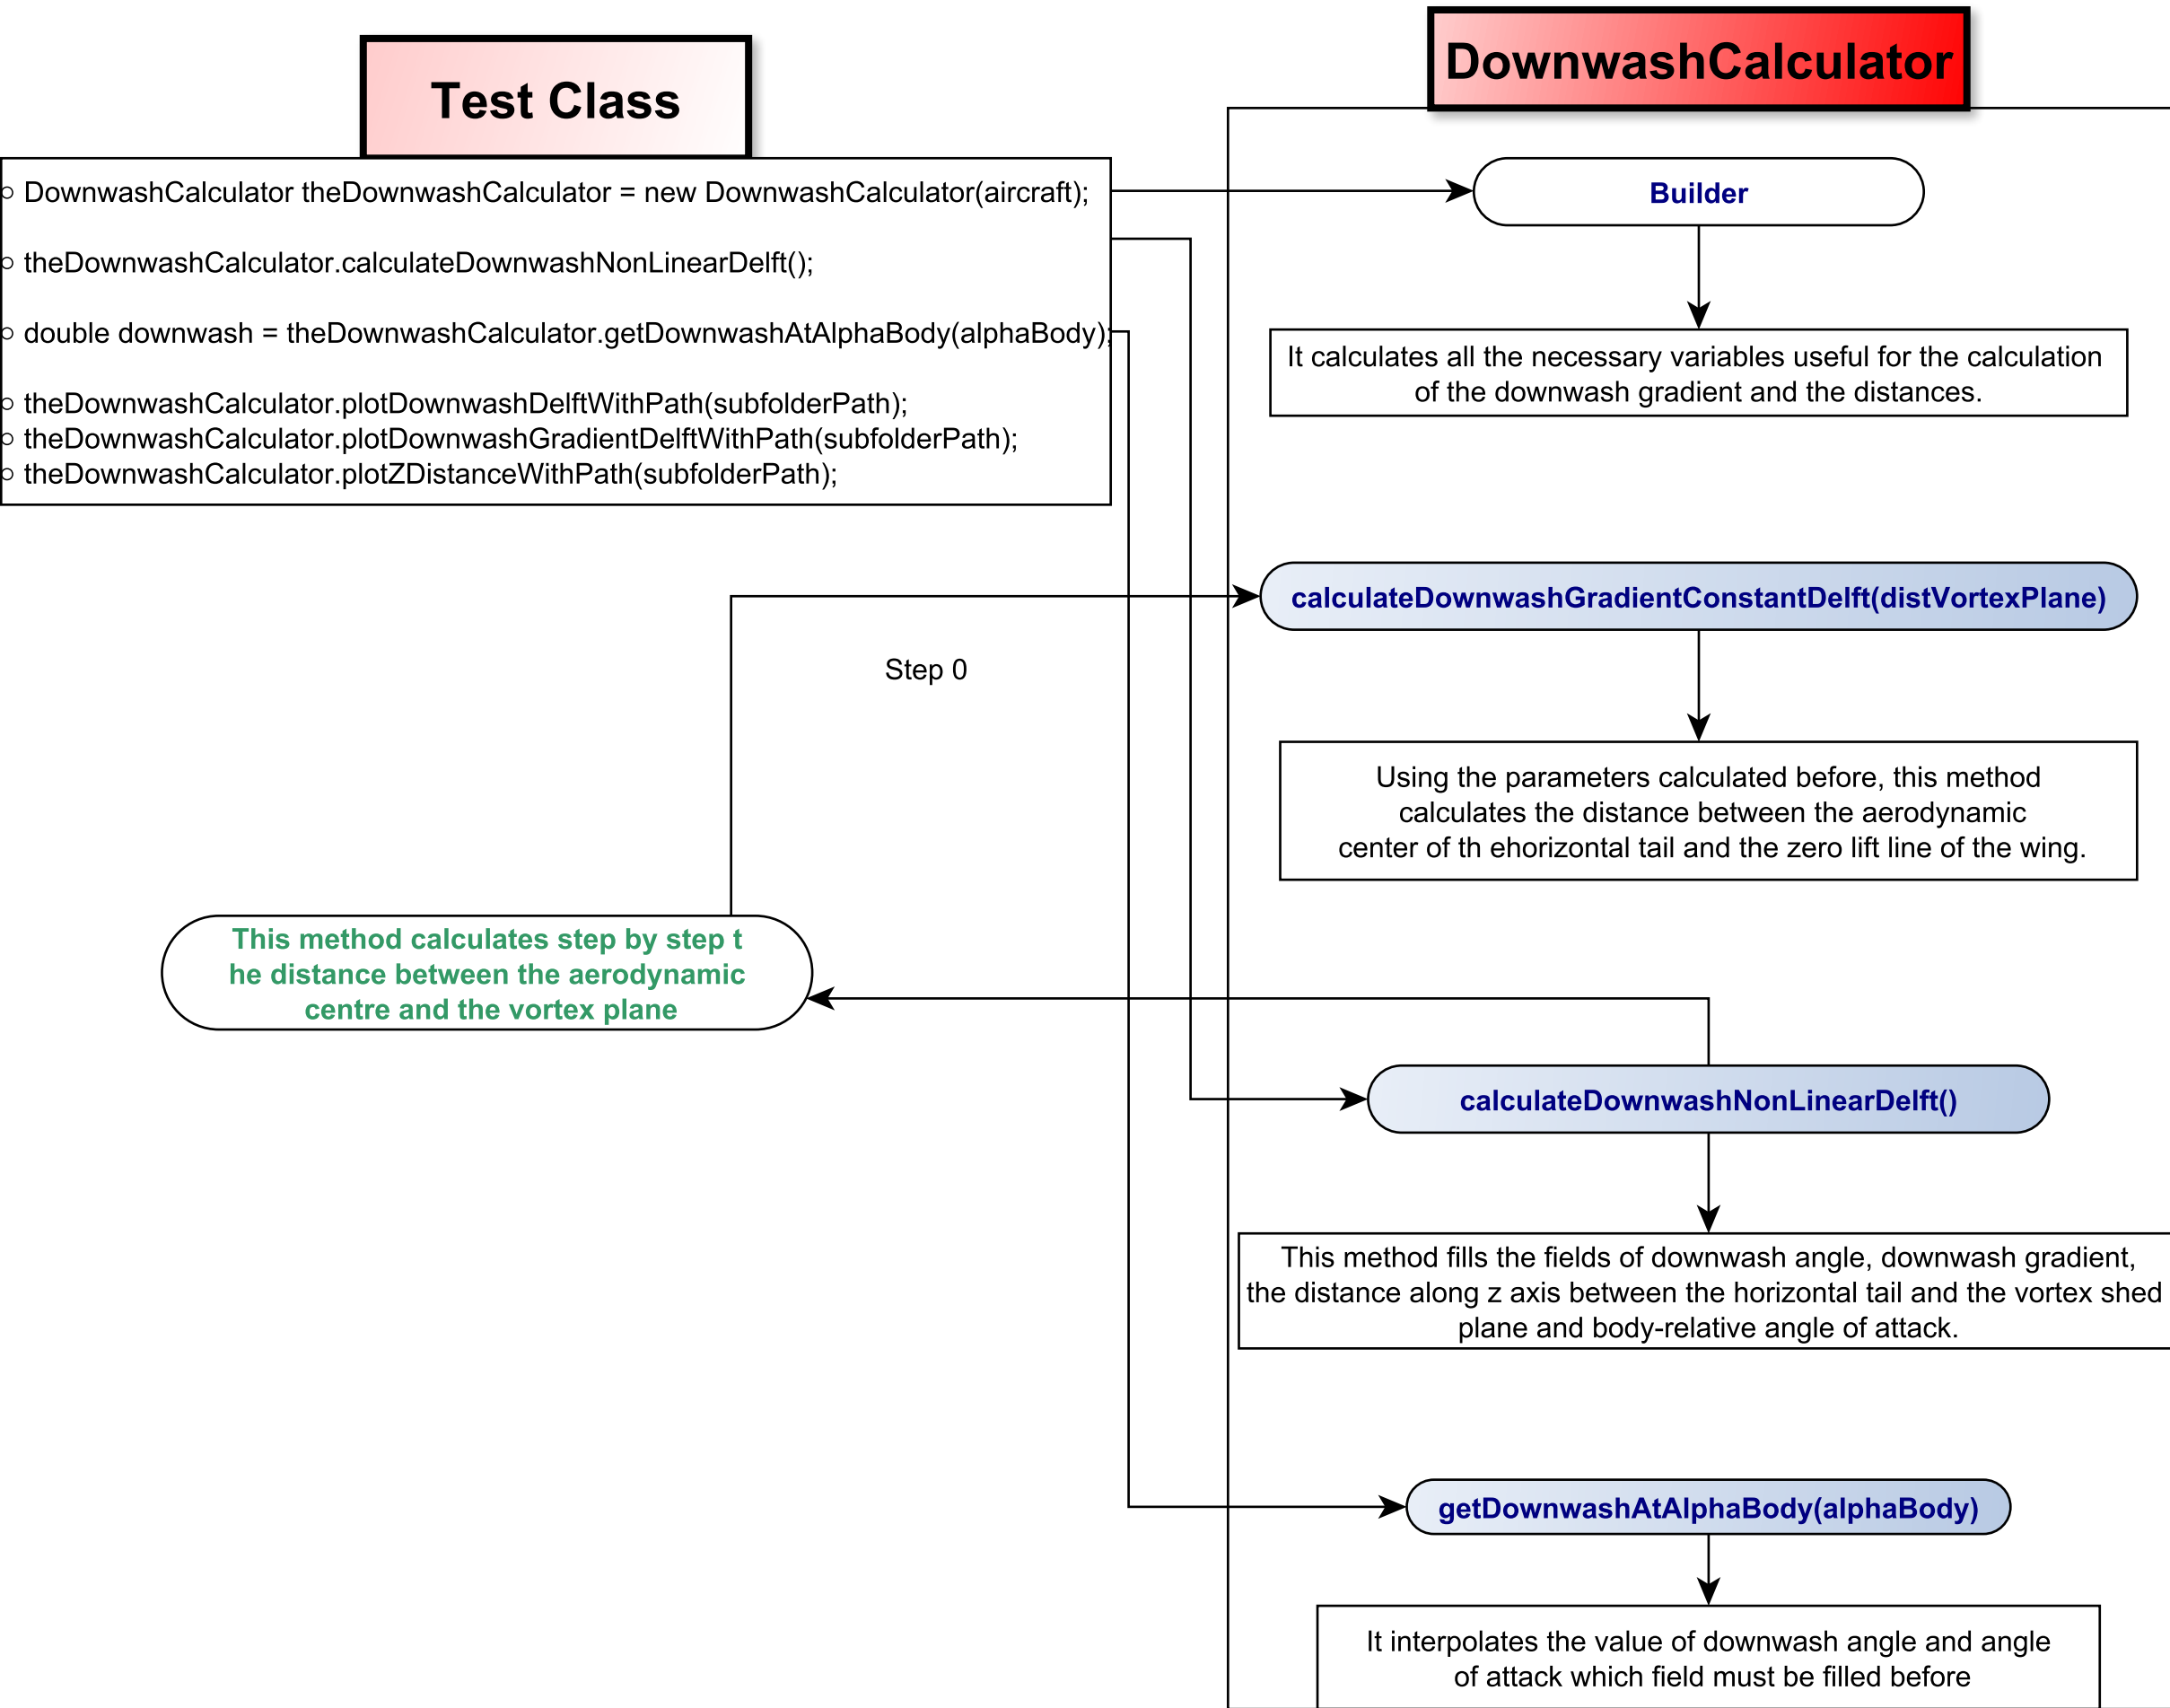 DownwashCalculator
Test Class
○ DownwashCalculator theDownwashCalculator = new DownwashCalculator(aircraft);
○ theDownwashCalculator.calculateDownwashNonLinearDelft();
○ double downwash = theDownwashCalculator.getDownwashAtAlphaBody(alphaBody);
○ theDownwashCalculator.plotDownwashDelftWithPath(subfolderPath);
○ theDownwashCalculator.plotDownwashGradientDelftWithPath(subfolderPath);
○ theDownwashCalculator.plotZDistanceWithPath(subfolderPath);
Builder
It calculates all the necessary variables useful for the calculation
of the downwash gradient and the distances.
calculateDownwashGradientConstantDelft(distVortexPlane)
Step 0
Using the parameters calculated before, this method
calculates the distance between the aerodynamic
center of th ehorizontal tail and the zero lift line of the wing.
This method calculates step by step t
he distance between the aerodynamic
centre and the vortex plane
calculateDownwashNonLinearDelft()
This method fills the fields of downwash angle, downwash gradient,
the distance along z axis between the horizontal tail and the vortex shed
plane and body-relative angle of attack.
getDownwashAtAlphaBody(alphaBody)
It interpolates the value of downwash angle and angle
of attack which field must be filled before